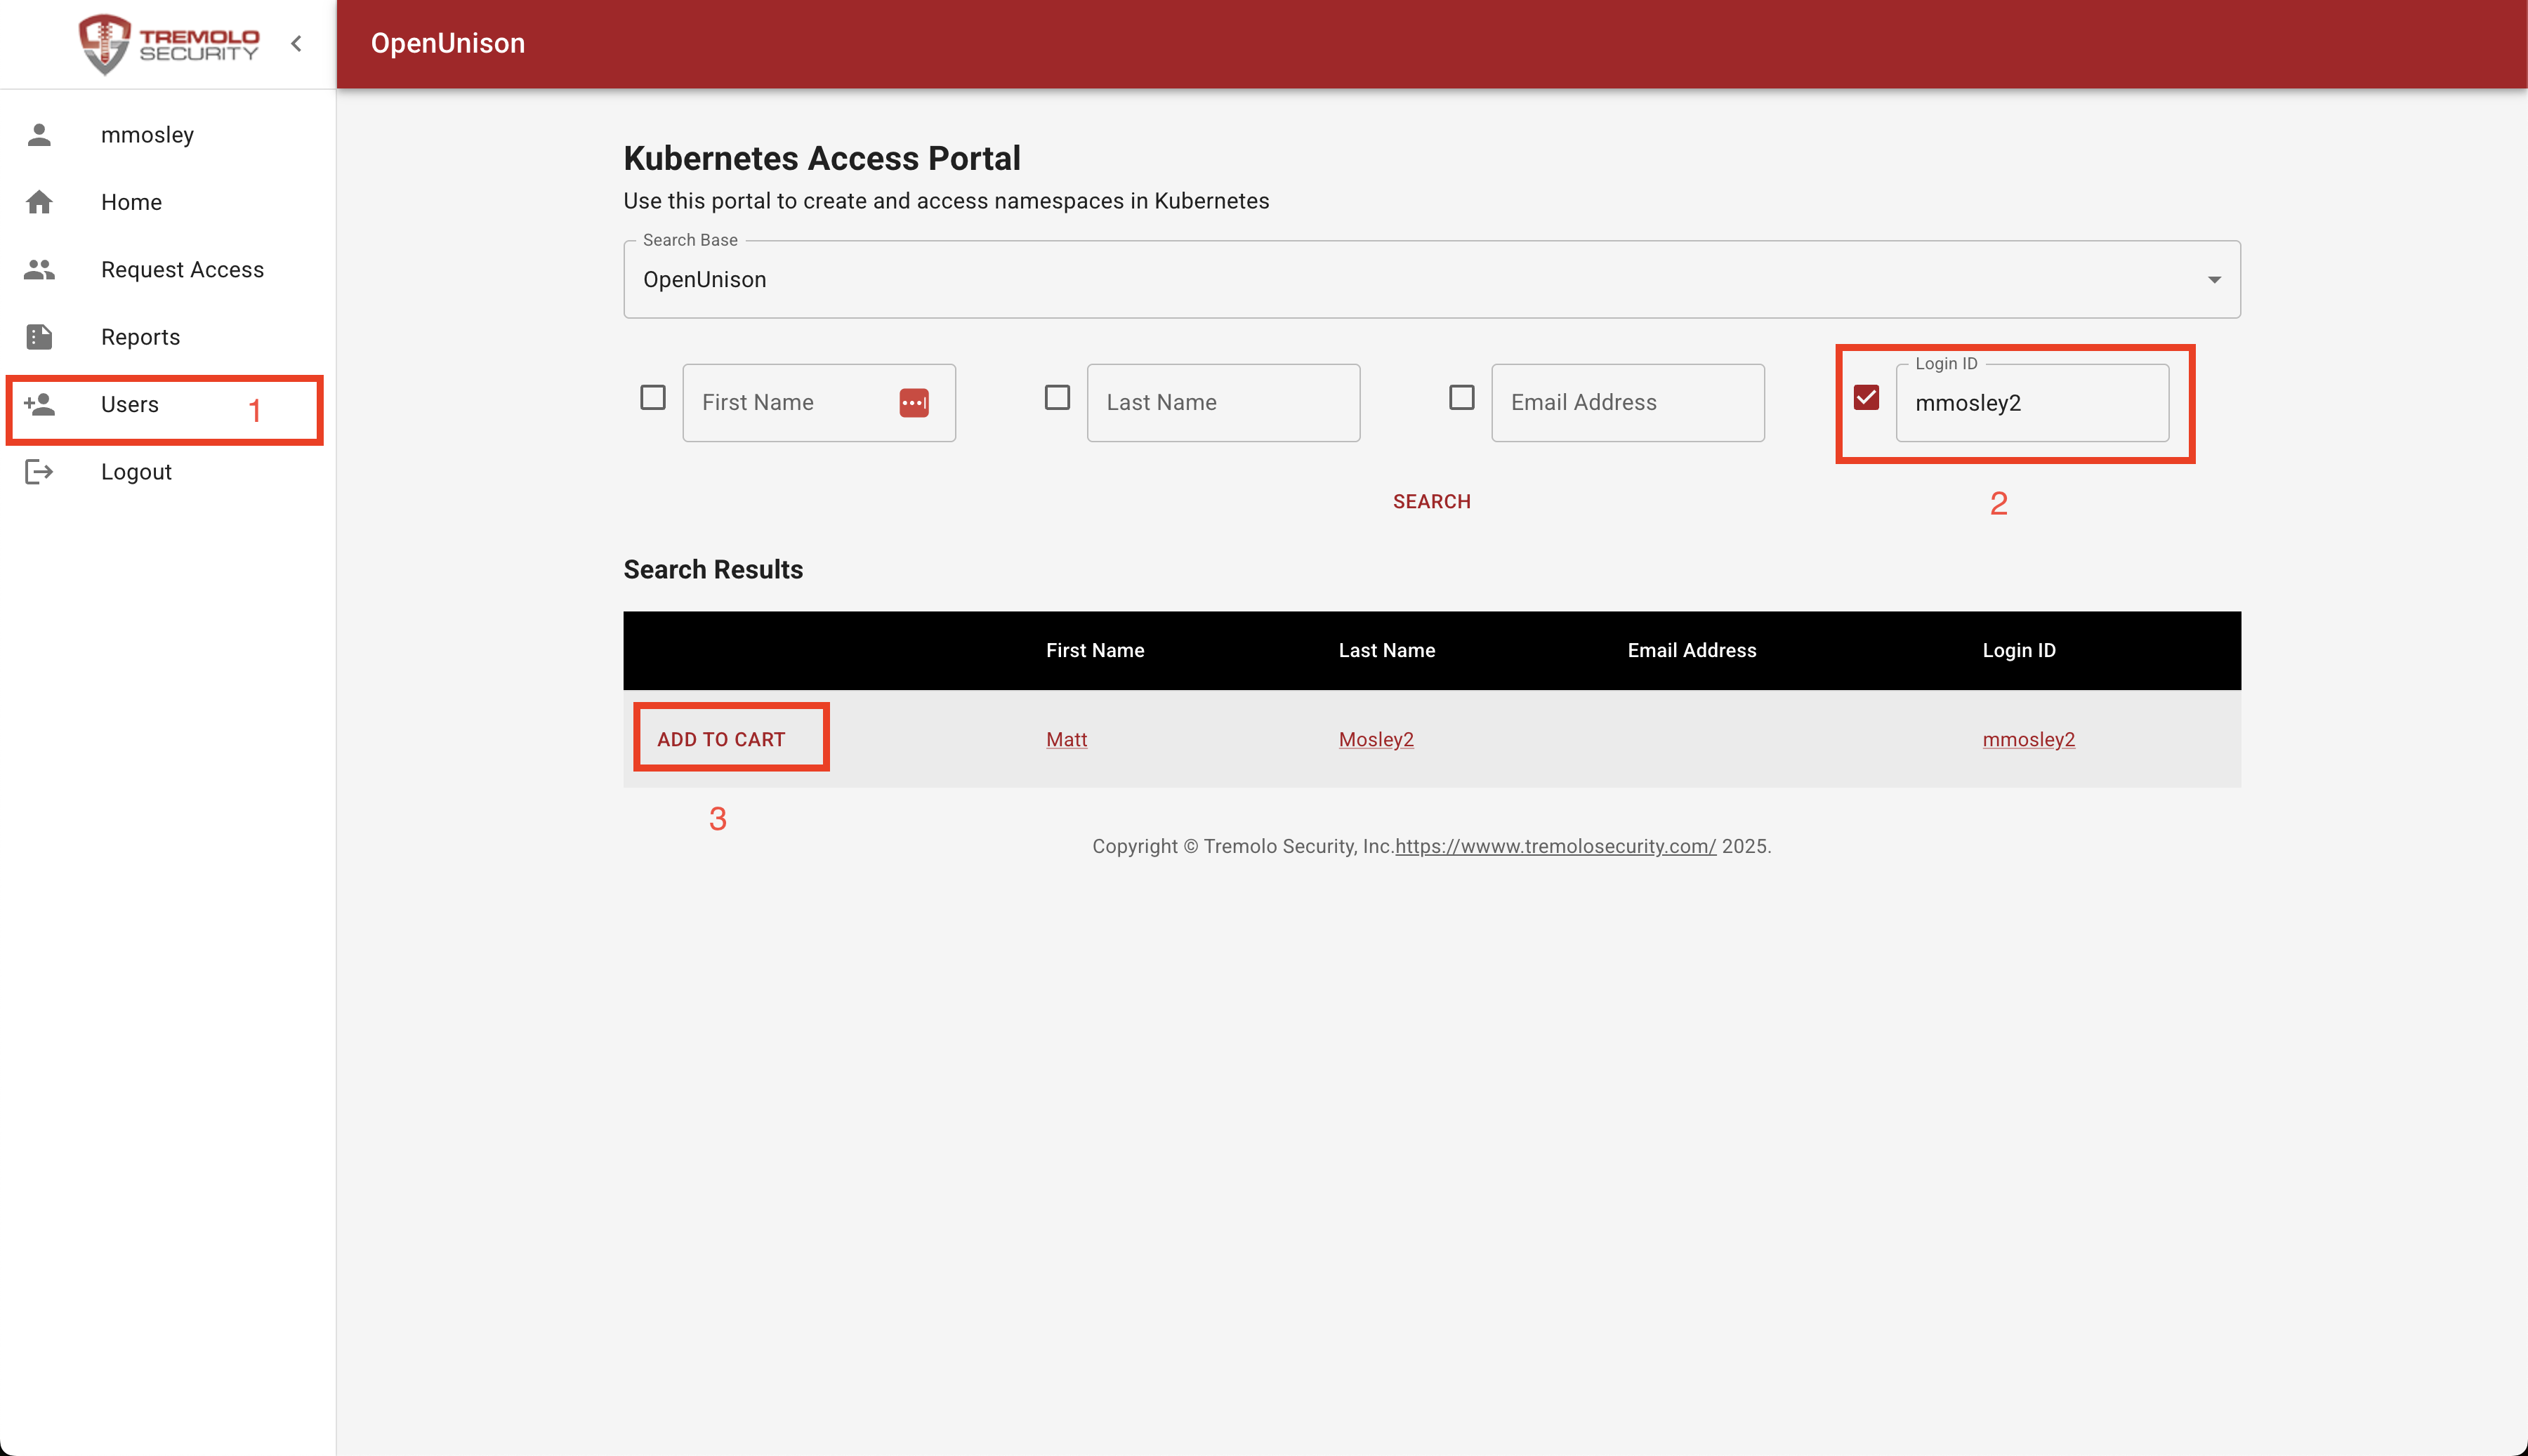 TREMOLO
SECURITY
OpenUnison
mmosley
Home
Request Access
Reports
Users
1
Logout
Kubernetes Access Portal
Use this portal to create and access namespaces in Kubernetes
Search Base
OpenUnison
First Name
Last Name
Email Address
Login ID
mmosley2
SEARCH
2
Search Results
First Name Last Name Email Address Login ID
ADD TO CART Matt Mosley2 mmosley2
3
Copyright © Tremolo Security, Inc.https://wwww.tremolosecurity.com/ 2025.